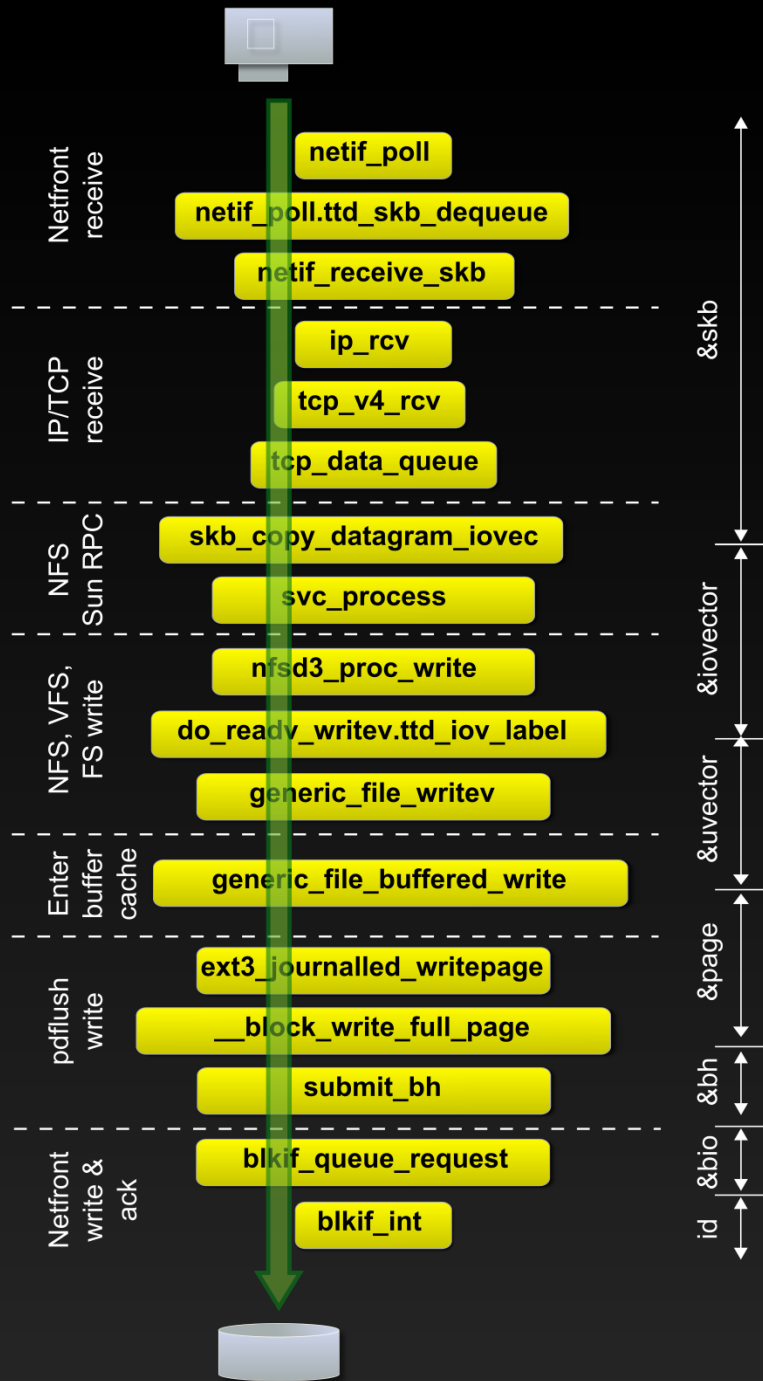 Netfront
receive
netif_poll
netif_poll.ttd_skb_dequeue
netif_receive_skb
&skb
IP/TCP
receive
ip_rcv
tcp_v4_rcv
tcp_data_queue
NFS
Sun RPC
skb_copy_datagram_iovec
svc_process
&iovector
NFS, VFS,
FS write
nfsd3_proc_write
do_readv_writev.ttd_iov_label
generic_file_writev
&uvector
Enter
buffer
cache
generic_file_buffered_write
&page
pdflush
write
ext3_journalled_writepage
__block_write_full_page
submit_bh
&bh
Netfront
write &
ack
blkif_queue_request
blkif_int
&bio
id